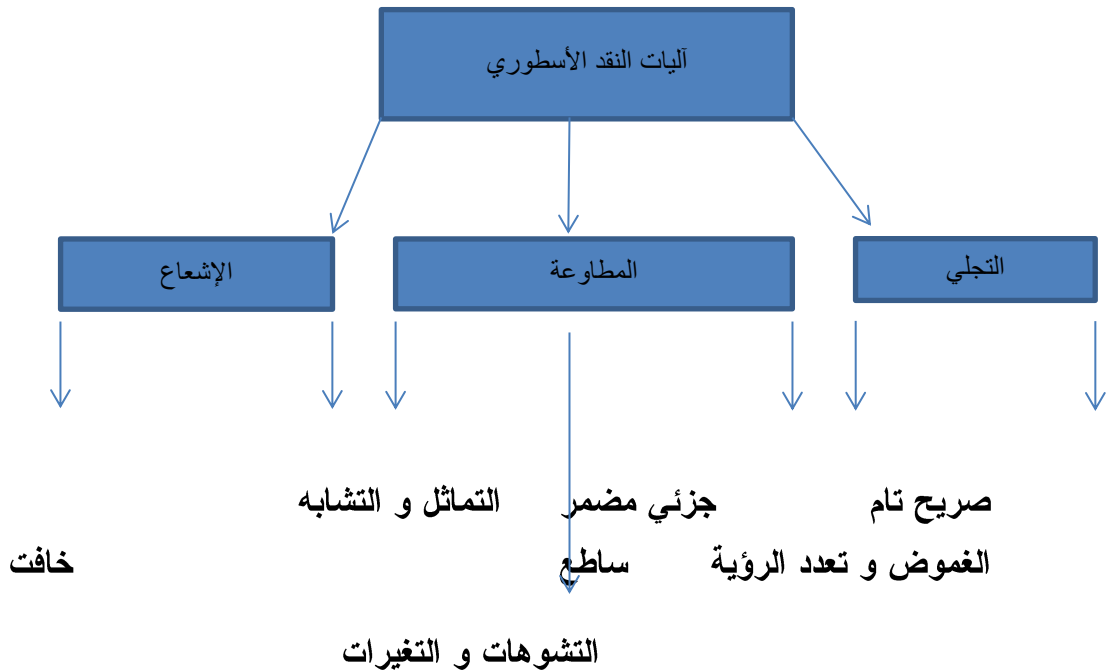 آليات النقد الأسطوري
التجلي
المطاوعة
الإشعاع
صريح تام جزئي مضمر التماثل و التشابه
الغموض و تعدد الرؤية ساطع خافت
التشوهات و التغيرات